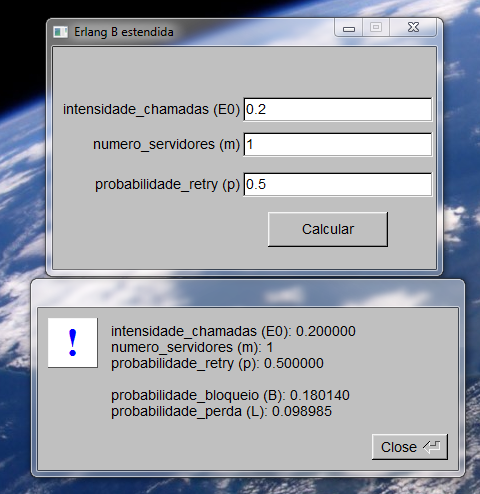 Erlang B estendida
intensidade_chamadas (E0) 0.2
numero_servidores (m) 1
probabilidade_retry (p) 0.5
Calcular
!
intensidade_chamadas (E0): 0.200000
numero_servidores (m): 1
probabilidade_retry (p): 0.500000
probabilidade_bloqueio (B): 0.180140
probabilidade_perda (L): 0.098985
Close